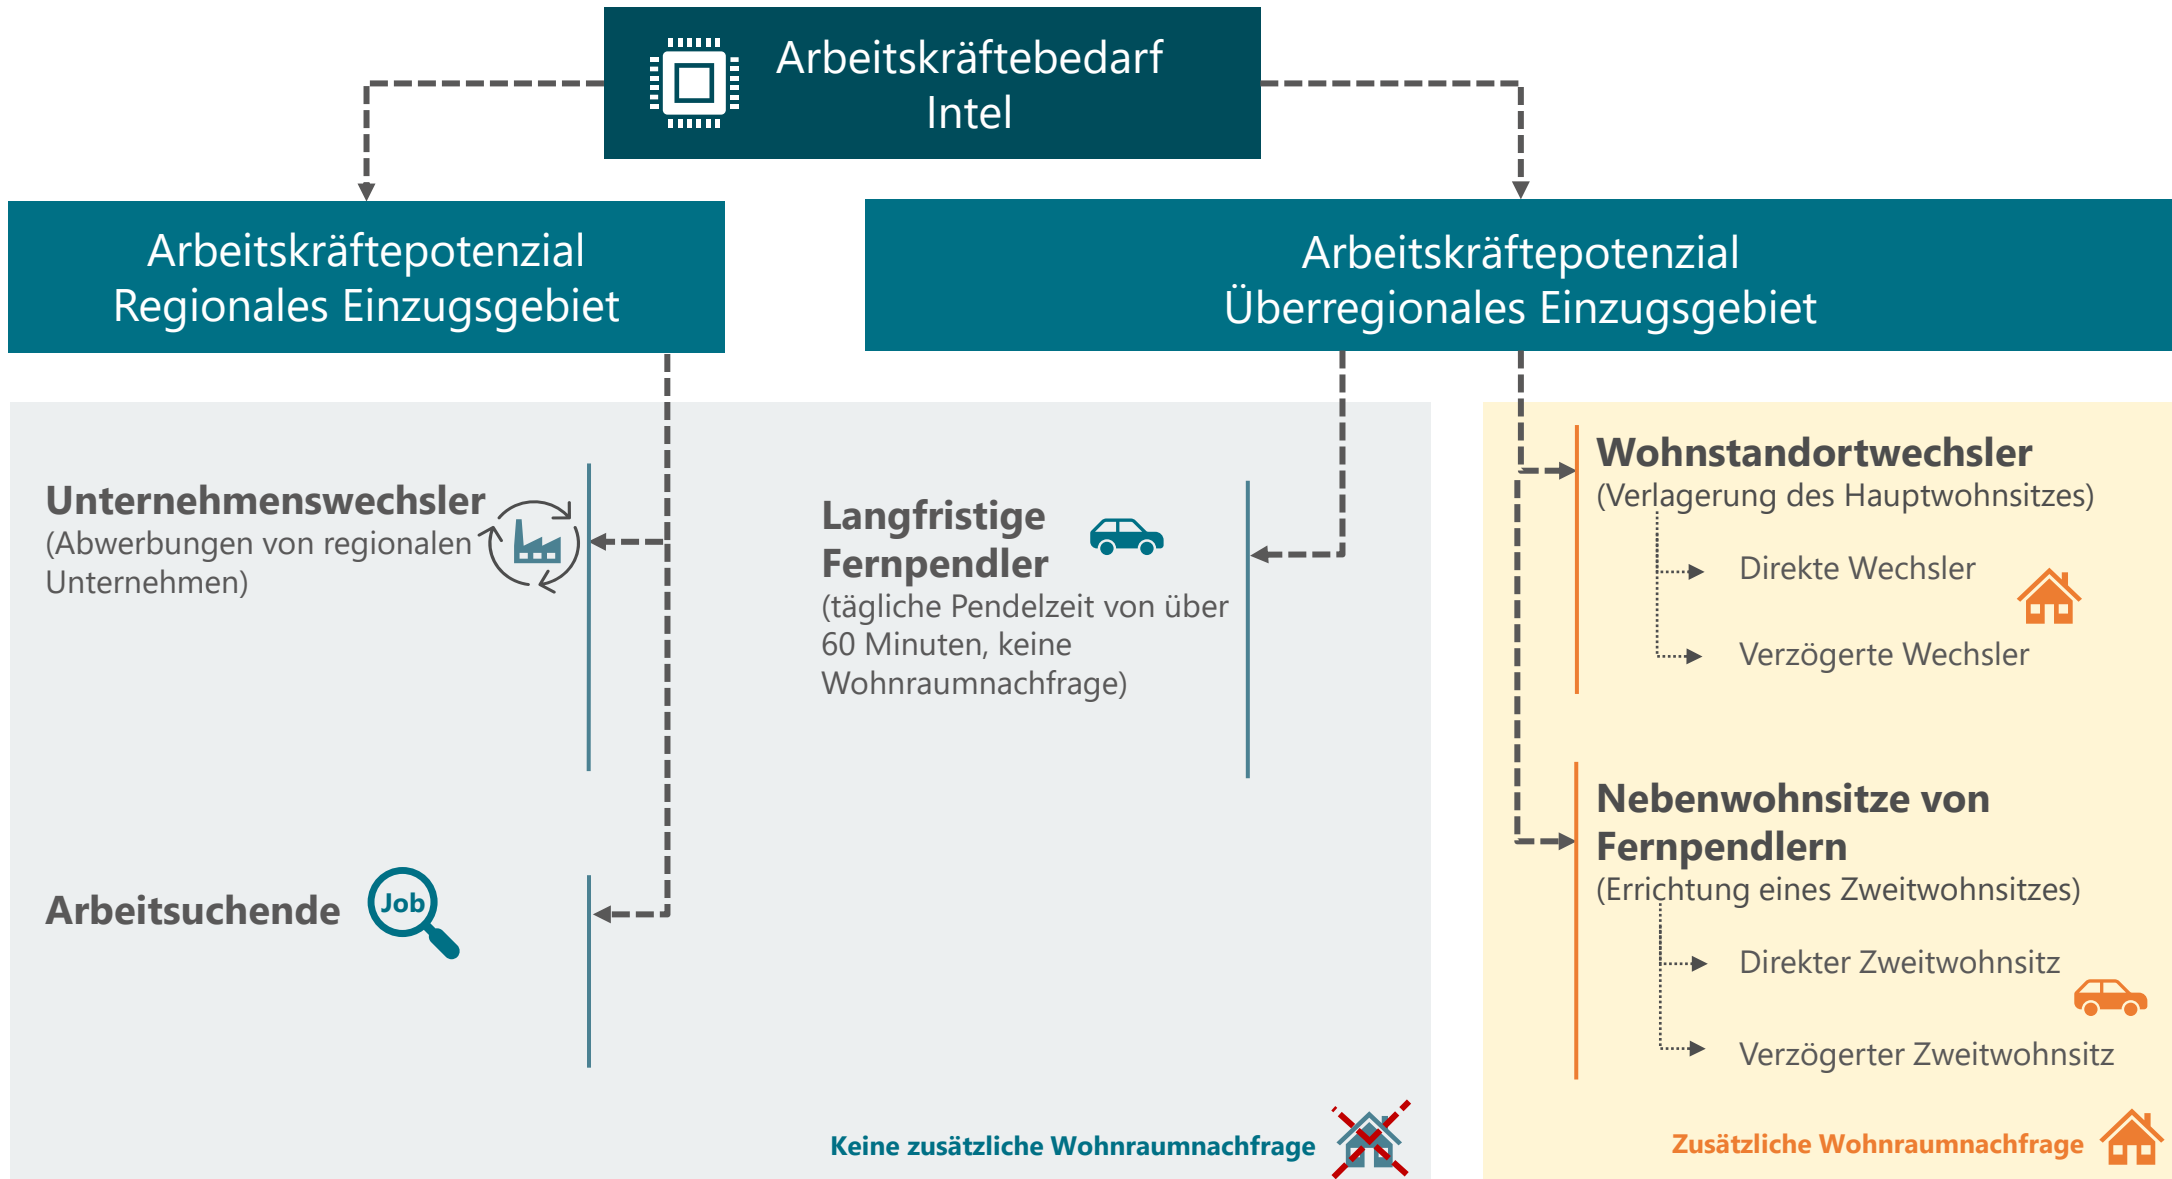 Arbeitskräftebedarf
Intel
Arbeitskräftepotenzial
Regionales Einzugsgebiet
Arbeitskräftepotenzial
Überregionales Einzugsgebiet
Unternehmenswechsler
(Abwerbungen von regionalen
Unternehmen)
Arbeitsuchende
Job
Langfristige
Fernpendler
(tägliche Pendelzeit von über
60 Minuten, keine
Wohnraumnachfrage)
Keine zusätzliche Wohnraumnachfrage
Wohnstandortwechsler
(Verlagerung des Hauptwohnsitzes)
Direkte Wechsler
Verzögerte Wechsler
Nebenwohnsitze von
Fernpendlern
(Errichtung eines Zweitwohnsitzes)
Direkter Zweitwohnsitz
Verzögerter Zweitwohnsitz
Zusätzliche Wohnraumnachfrage